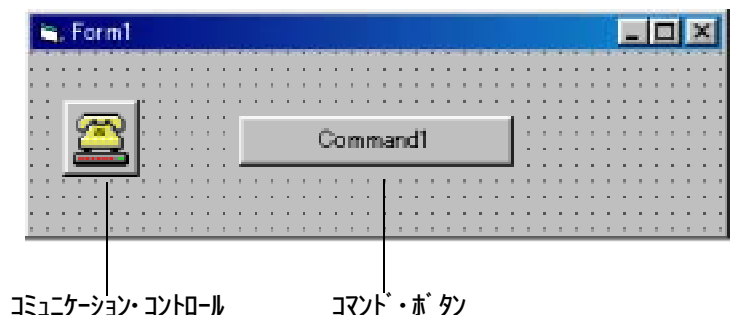 Form1
Command1
ｺﾐｭﾆｹｰｼｮﾝ･ｺﾝﾄﾛｰﾙ
ｺﾏﾝﾄﾞ･ﾎﾞﾀﾝ